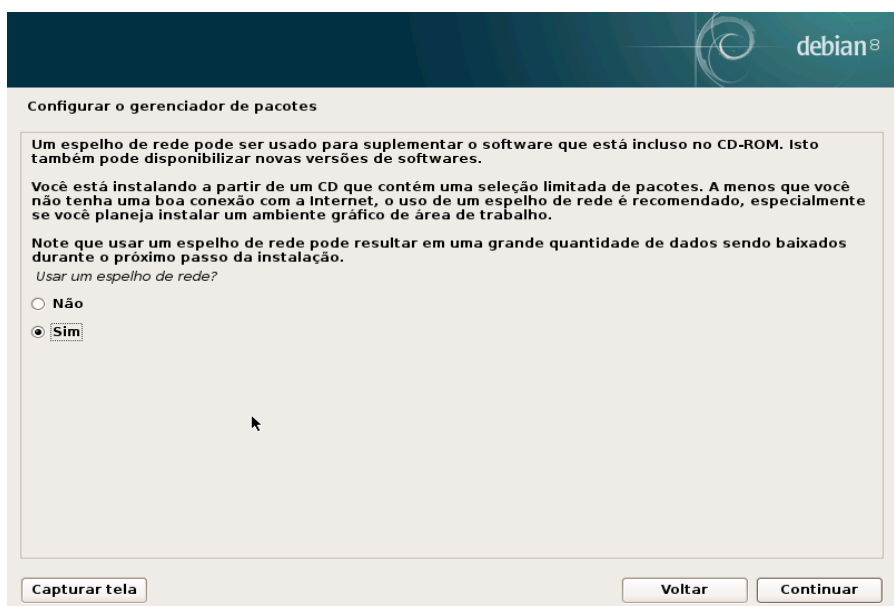 debian 8
Configurar o gerenciador de pacotes
Um espelho de rede pode ser usado para suplementar o software que está incluso no CD-ROM. Isto
também pode disponibilizar novas versões de softwares.
Você está instalando a partir de um CD que contém uma seleção limitada de pacotes. A menos que você
não tenha uma boa conexão com a Internet, o uso de um espelho de rede é recomendado, especialmente
se você planeja instalar um ambiente gráfico de área de trabalho.
Note que usar um espelho de rede pode resultar em uma grande quantidade de dados sendo baixados
durante o próximo passo da instalação.
Usar um espelho de rede?
Não
Sim
Capturar tela
Voltar
Continuar